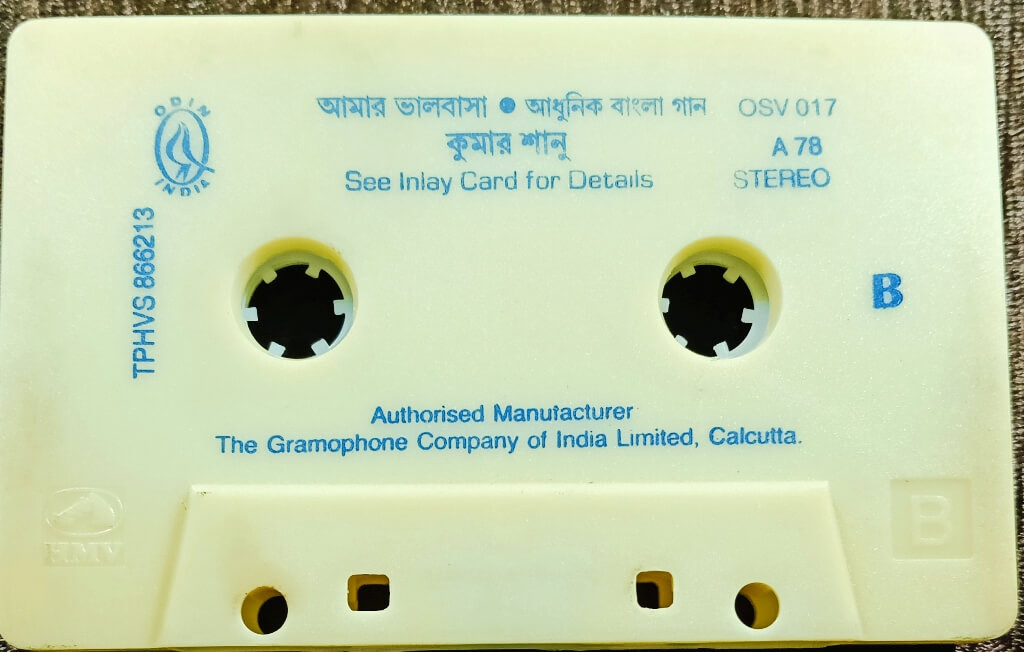 ODIN
INDIA
আমার ভালবাসা ● আধুনিক বাংলা গান OSV 017
কুমার শানু A 78
See Inlay Card for Details STEREO
TPHVS 866213
B
Authorised Manufacturer
The Gramophone Company of India Limited, Calcutta.
HMV
B